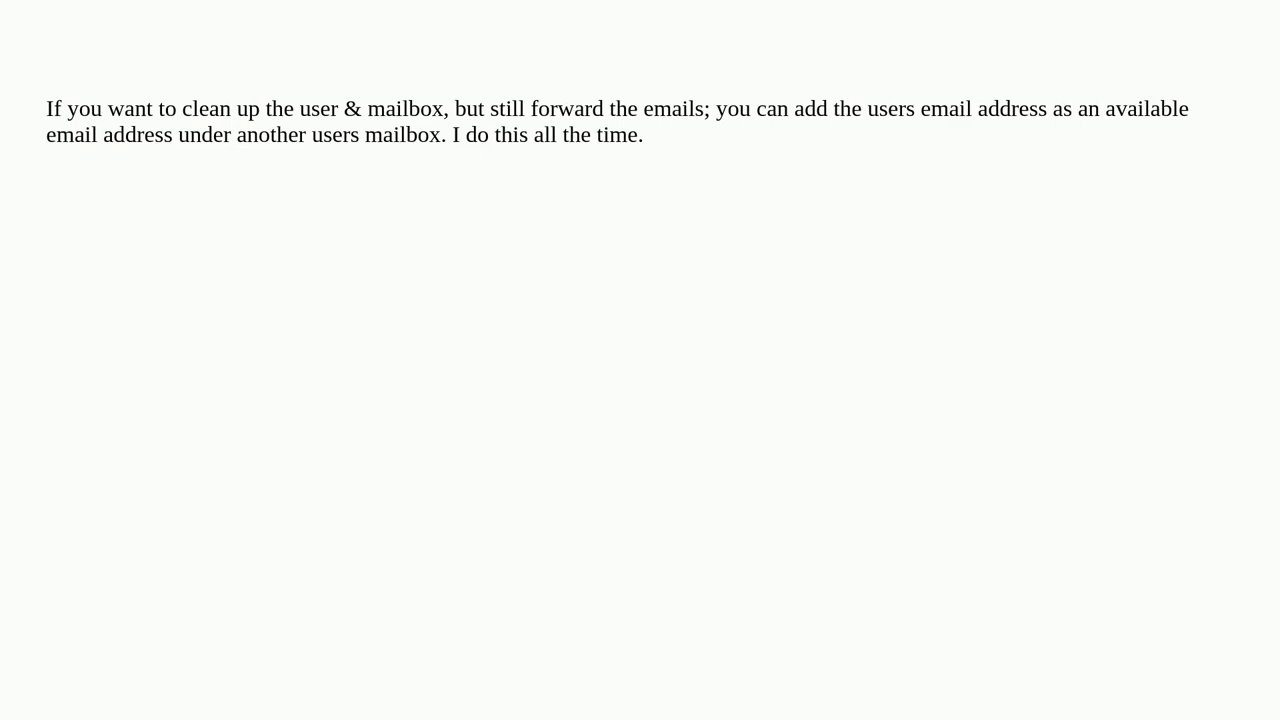 If you want to clean up the user & mailbox, but still forward the emails; you can add the users email address as an available
email address under another users mailbox. I do this all the time.